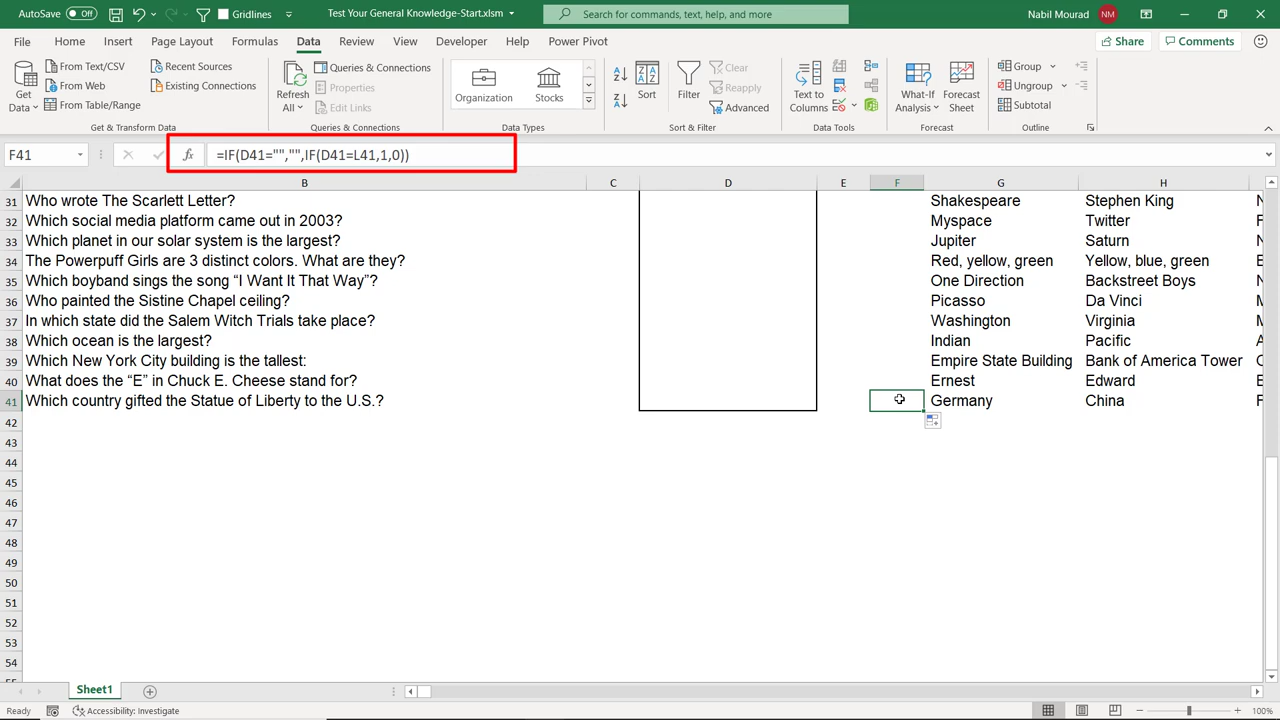 AutoSave Off Gridlines Test Your General Knowledge-Start.xlsm Search for commands, text, help, and more Nabil Mourad NM
File Home Insert Page Layout Formulas Data Review View Developer Help Power Pivot Share Comments
Get Data
From Text/CSV
From Web
From Table/Range
Recent Sources
Existing Connections
Get & Transform Data
Refresh All
Queries & Connections
Properties
Edit Links
Queries & Connections
Organization Stocks
Data Types
Sort
Filter
Clear
Reapply
Advanced
Sort & Filter
Text to Columns
Data Tools
What-If Analysis
Forecast Sheet
Forecast
Group
Ungroup
Subtotal
Outline
F41 fx =IF(D41="","",IF(D41=L41,1,0))
B C D E F G H
31 Who wrote The Scarlett Letter? Shakespeare Stephen King
32 Which social media platform came out in 2003? Myspace Twitter
33 Which planet in our solar system is the largest? Jupiter Saturn
34 The Powerpuff Girls are 3 distinct colors. What are they? Red, yellow, green Yellow, blue, green
35 Which boyband sings the song “I Want It That Way”? One Direction Backstreet Boys
36 Who painted the Sistine Chapel ceiling? Picasso Da Vinci
37 In which state did the Salem Witch Trials take place? Washington Virginia
38 Which ocean is the largest? Indian Pacific
39 Which New York City building is the tallest: Empire State Building Bank of America Tower
40 What does the “E” in Chuck E. Cheese stand for? Ernest Edward
41 Which country gifted the Statue of Liberty to the U.S.? Germany China
42
43
44
45
46
47
48
49
50
51
52
53
54
Sheet1
Ready Accessibility: Investigate 100%